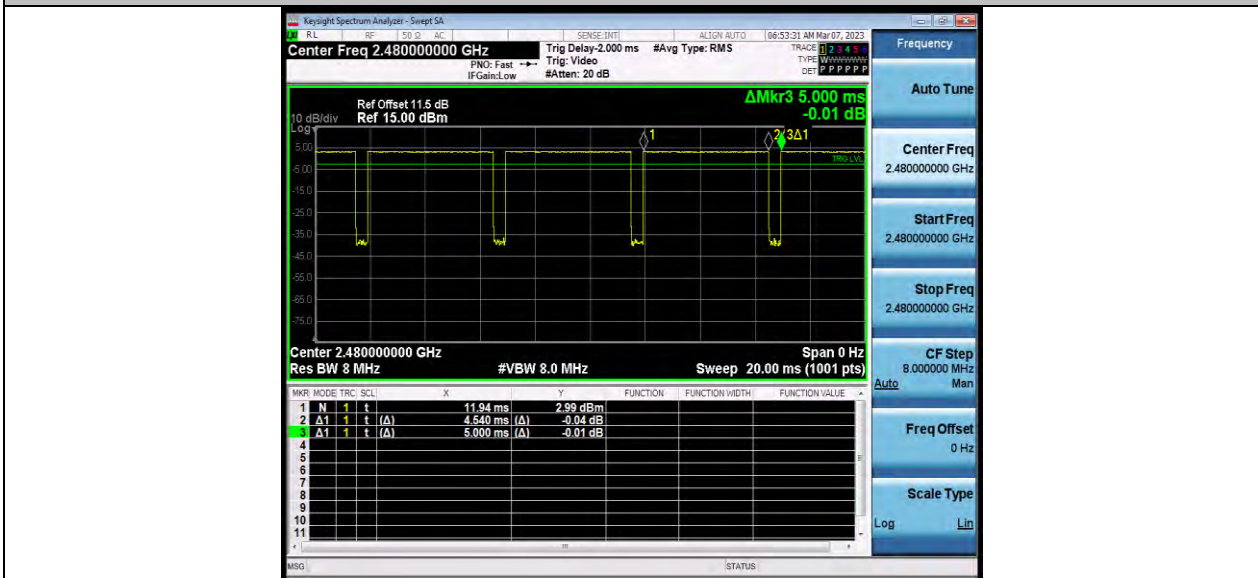 Keysight Spectrum Analyzer - Swept SA
RL RF 50 Ω AC SENSE:INT ALIGN AUTO 06:53:31 AM Mar 07, 2023
Center Freq 2.480000000 GHz
Trig Delay-2.000 ms #Avg Type: RMS TRACE 1 2 3 4 5 6
PNO: Fast Trig: Video TYPE W
IFGain:Low #Atten: 20 dB DET P P P P P P
Frequency
Auto Tune
ΔMkr3 5.000 ms
-0.01 dB
Ref Offset 11.5 dB
10 dB/div Ref 15.00 dBm
Log
1
2
3Δ1
TRIG LVL
5.00
-5.00
-15.0
-25.0
-35.0
-45.0
-55.0
-65.0
-75.0
Center 2.480000000 GHz Span 0 Hz
Res BW 8 MHz #VBW 8.0 MHz Sweep 20.00 ms (1001 pts)
MKR MODE TRC SCL X Y FUNCTION FUNCTION WIDTH FUNCTION VALUE
1 N 1 t 11.94 ms 2.99 dBm
2 Δ1 1 t (Δ) 4.540 ms (Δ) -0.04 dB
3 Δ1 1 t (Δ) 5.000 ms (Δ) -0.01 dB
4
5
6
7
8
9
10
11
Center Freq
2.480000000 GHz
Start Freq
2.480000000 GHz
Stop Freq
2.480000000 GHz
CF Step
8.000000 MHz
Auto Man
Freq Offset
0 Hz
Scale Type
Log Lin
MSG STATUS